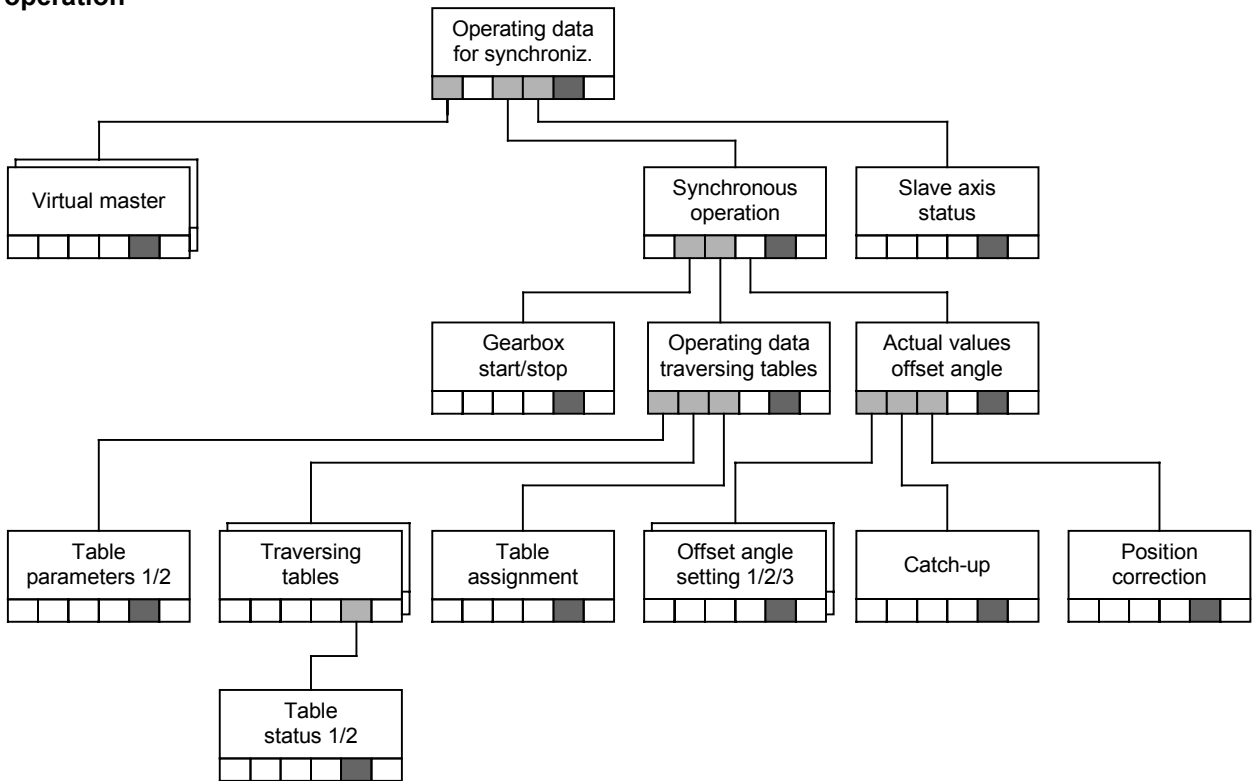 operation
Operating data
for synchroniz.
Virtual master
Synchronous
operation
Slave axis
status
Gearbox
start/stop
Operating data
traversing tables
Actual values
offset angle
Table
parameters 1/2
Traversing
tables
Table
assignment
Offset angle
setting 1/2/3
Catch-up
Position
correction
Table
status 1/2